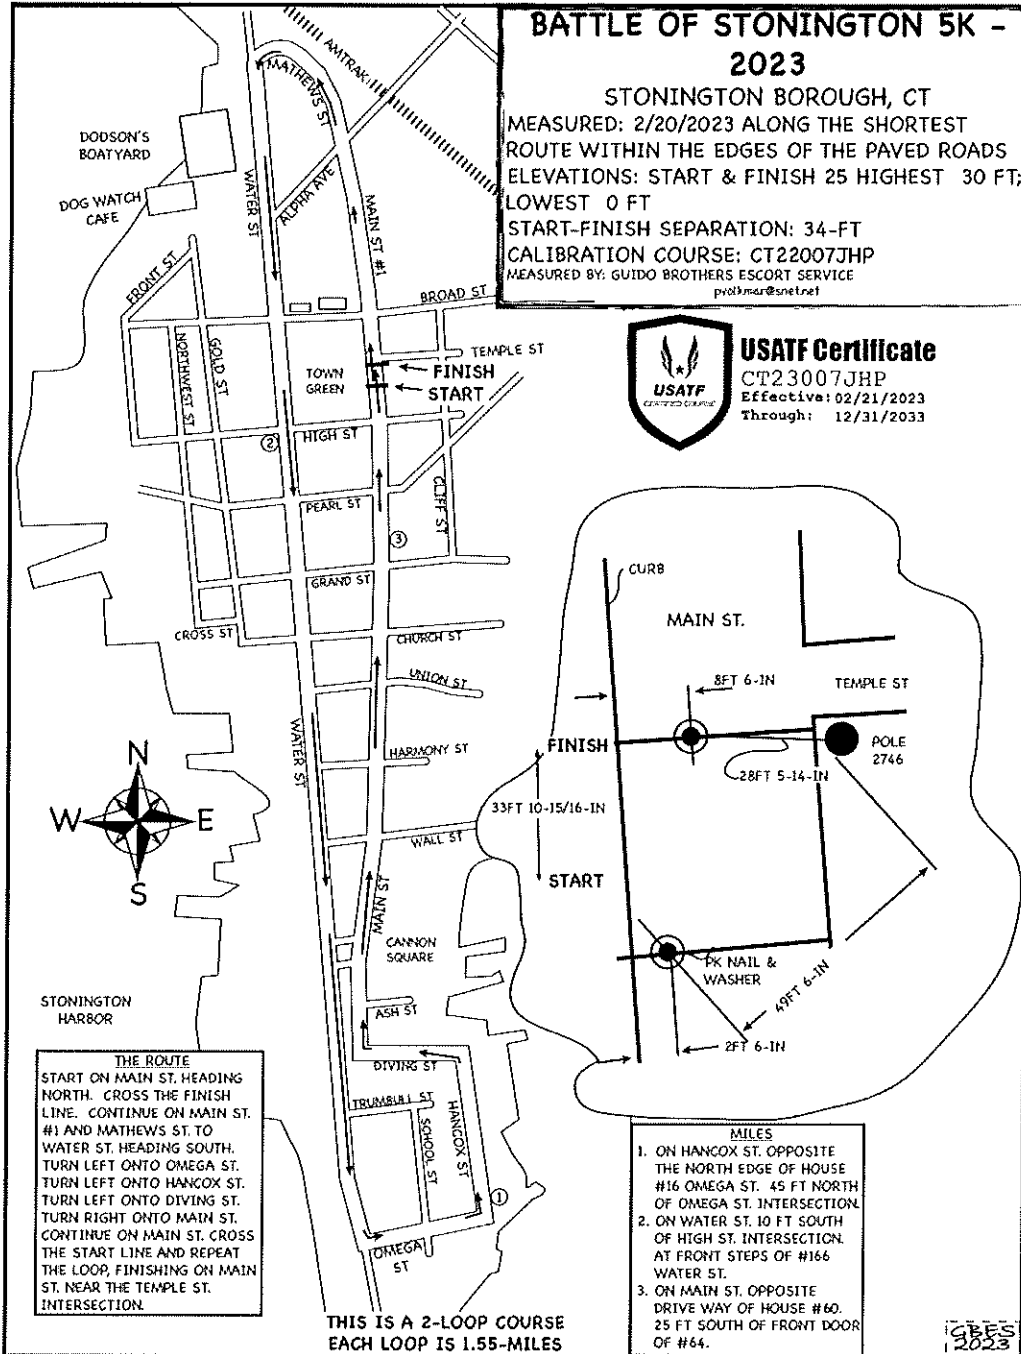 BATTLE OF STONINGTON 5K -
2023
STONINGTON BOROUGH, CT
MEASURED: 2/20/2023 ALONG THE SHORTEST
ROUTE WITHIN THE EDGES OF THE PAVED ROADS
ELEVATIONS: START & FINISH 25 HIGHEST 30 FT;
LOWEST 0 FT
START-FINISH SEPARATION: 34-FT
CALIBRATION COURSE: CT22007JHP
MEASURED BY: GUIDO BROTHERS ESCORT SERVICE
USATF
CERTIFIED COURSE
USATF Certificate
CT23007JHP
Effective: 02/21/2023
Through: 12/31/2033
AMTRAK
MATHEWS ST
DODSON'S
BOATYARD
DOG WATCH
CAFE
WATER ST
ALPHA AVE
MAIN ST #1
FRONT ST
BROAD ST
NORTHWEST ST
GOLD ST
TOWN
GREEN
TEMPLE ST
FINISH
START
2
HIGH ST
CLIFF ST
PEARL ST
3
GRAND ST
CROSS ST
CHURCH ST
UNION ST
WATER ST
HARMONY ST
WALL ST
N
W
E
S
MAIN ST
CANNON
SQUARE
STONINGTON
HARBOR
ASH ST
DIVING ST
TRUMBULL ST
SCHOOL ST
HANCOX ST
1
OMEGA
ST
CURB
MAIN ST.
8FT 6-IN
TEMPLE ST
FINISH
POLE
2746
28FT 5-14-IN
33FT 10-15/16-IN
START
PK NAIL &
WASHER
49FT 6-IN
2FT 6-IN
THE ROUTE
START ON MAIN ST. HEADING
NORTH. CROSS THE FINISH
LINE. CONTINUE ON MAIN ST.
#1 AND MATHEWS ST. TO
WATER ST. HEADING SOUTH.
TURN LEFT ONTO OMEGA ST.
TURN LEFT ONTO HANCOX ST.
TURN LEFT ONTO DIVING ST.
TURN RIGHT ONTO MAIN ST.
CONTINUE ON MAIN ST. CROSS
THE START LINE AND REPEAT
THE LOOP, FINISHING ON MAIN
ST. NEAR THE TEMPLE ST.
INTERSECTION.
MILES
1. ON HANCOX ST. OPPOSITE
THE NORTH EDGE OF HOUSE
#16 OMEGA ST. 45 FT NORTH
OF OMEGA ST. INTERSECTION.
2. ON WATER ST. 10 FT SOUTH
OF HIGH ST. INTERSECTION.
AT FRONT STEPS OF #166
WATER ST.
3. ON MAIN ST. OPPOSITE
DRIVE WAY OF HOUSE #60.
25 FT SOUTH OF FRONT DOOR
OF #64.
THIS IS A 2-LOOP COURSE
EACH LOOP IS 1.55-MILES
GBES
2023